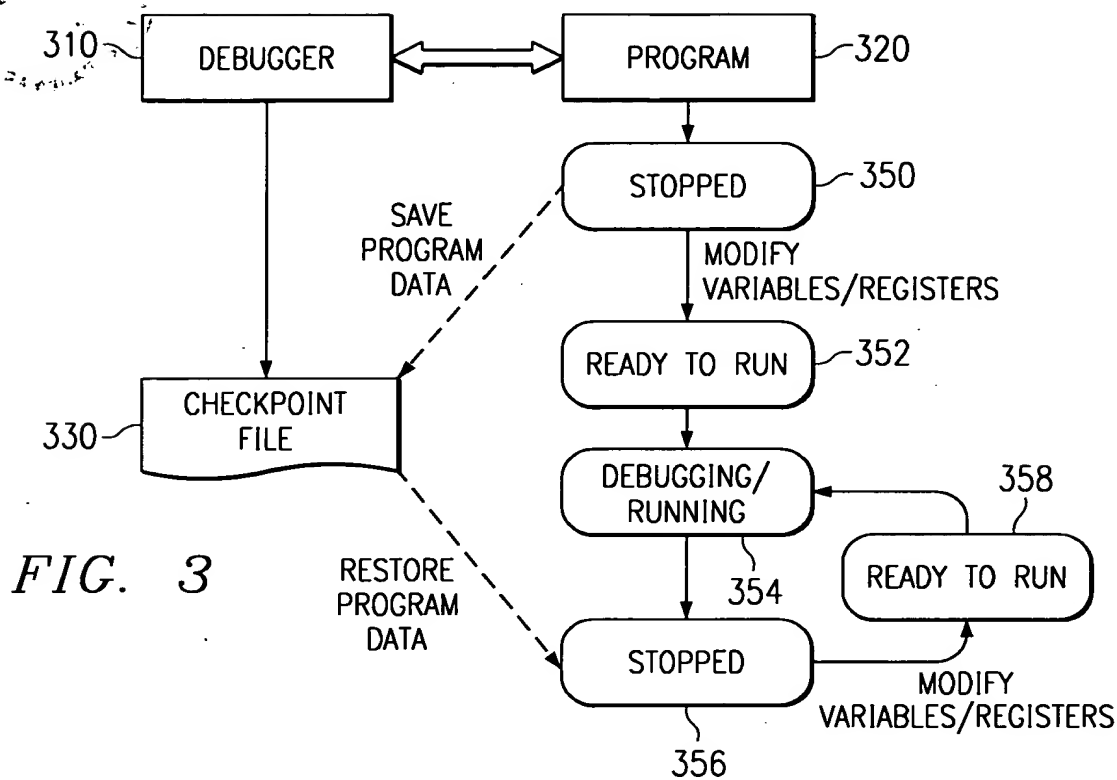 310
DEBUGGER
PROGRAM
320
STOPPED
350
SAVE
PROGRAM
DATA
MODIFY
VARIABLES/REGISTERS
READY TO RUN
352
CHECKPOINT
FILE
330
DEBUGGING/
RUNNING
354
358
READY TO RUN
FIG. 3
RESTORE
PROGRAM
DATA
STOPPED
356
MODIFY
VARIABLES/REGISTERS